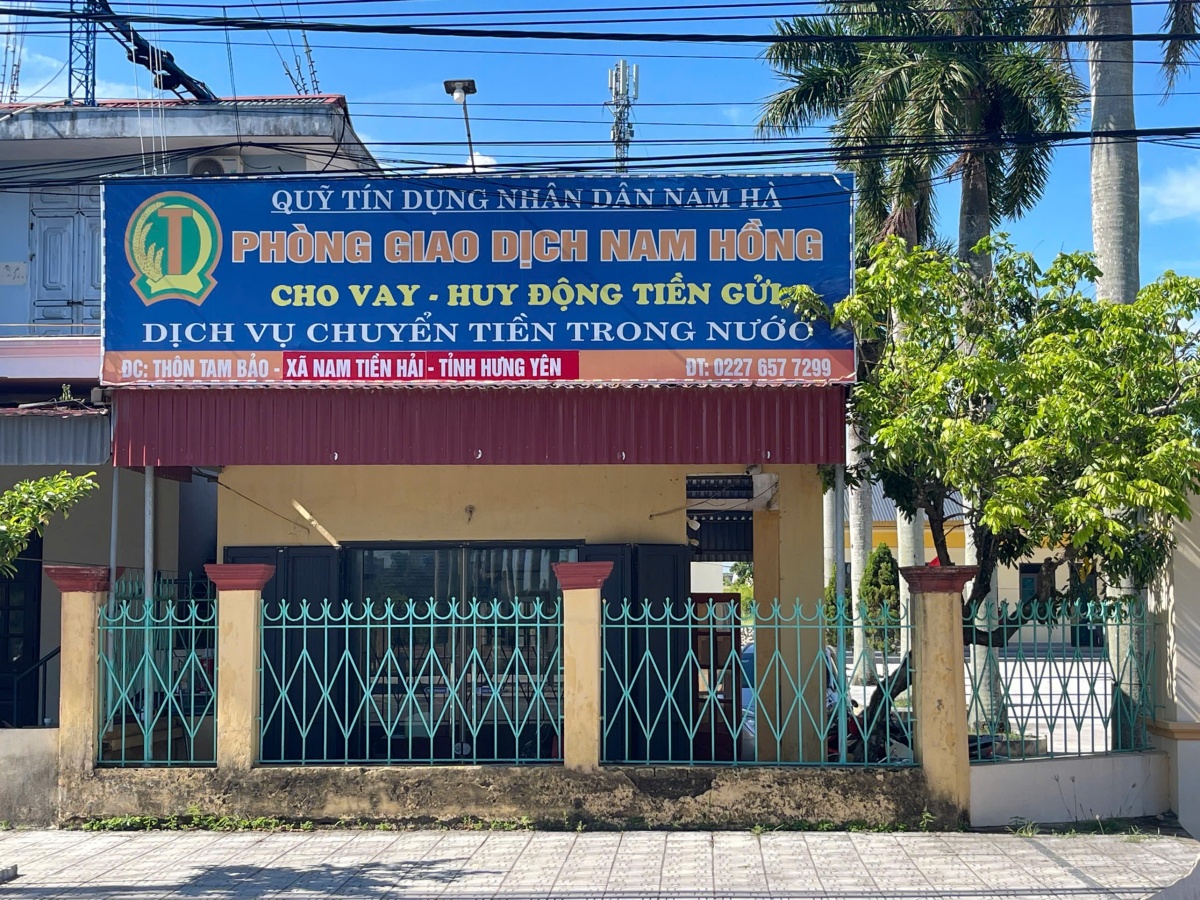 QUỸ TÍN DỤNG NHÂN DÂN NAM HÀ
PHÒNG GIAO DỊCH NAM HỒNG
CHO VAY - HUY ĐỘNG TIỀN GỬI
DỊCH VỤ CHUYỂN TIỀN TRONG NƯỚC
ĐC: THÔN TAM BẢO - XÃ NAM TIỀN HẢI - TỈNH HƯNG YÊN ĐT: 0227 657 7299